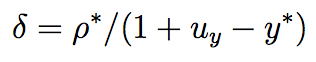 δ = ρ*/(1 + u_y − y*)